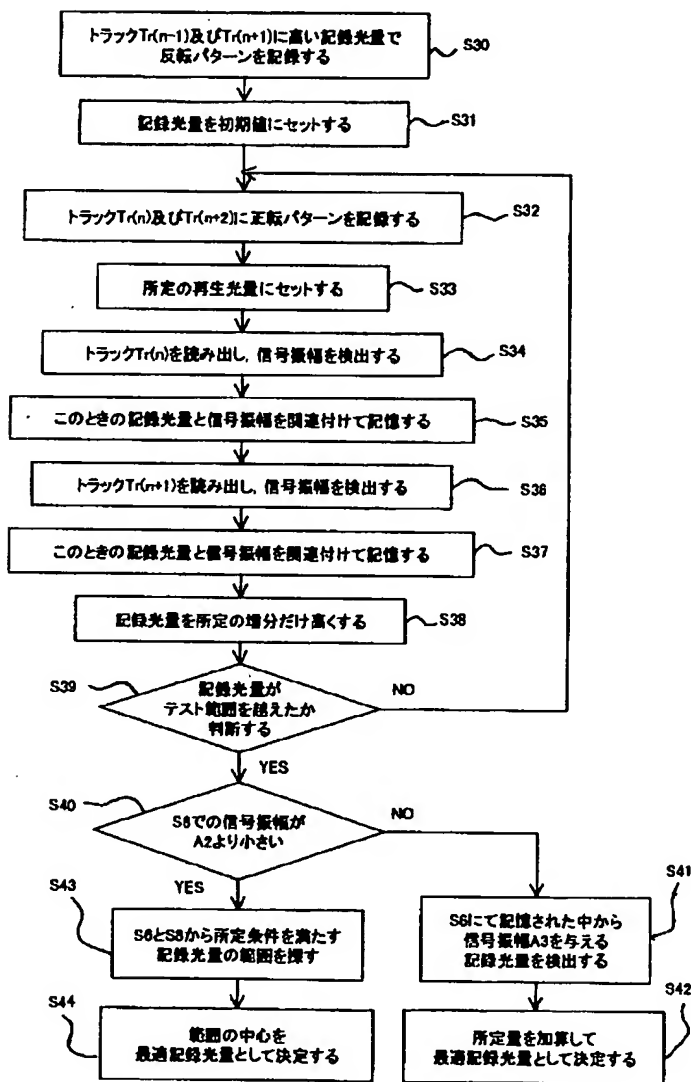 トラックTr(n-1)及びTr(n+1)に高い記録光量で
反転パターンを記録する
S30
記録光量を初期値にセットする
S31
トラックTr(n)及びTr(n+2)に正転パターンを記録する
S32
所定の再生光量にセットする
S33
トラックTr(n)を読み出し，信号振幅を検出する
S34
このときの記録光量と信号振幅を関連付けて記憶する
S35
トラックTr(n+1)を読み出し，信号振幅を検出する
S36
このときの記録光量と信号振幅を関連付けて記憶する
S37
記録光量を所定の増分だけ高くする
S38
S39
記録光量が
テスト範囲を越えたか
判断する
NO
YES
S40
S8での信号振幅が
A2より小さい
NO
YES
S43
S6とS8から所定条件を満たす
記録光量の範囲を探す
S41
S6にて記憶された中から
信号振幅A3を与える
記録光量を検出する
S44
範囲の中心を
最適記録光量として決定する
S42
所定量を加算して
最適記録光量として決定する